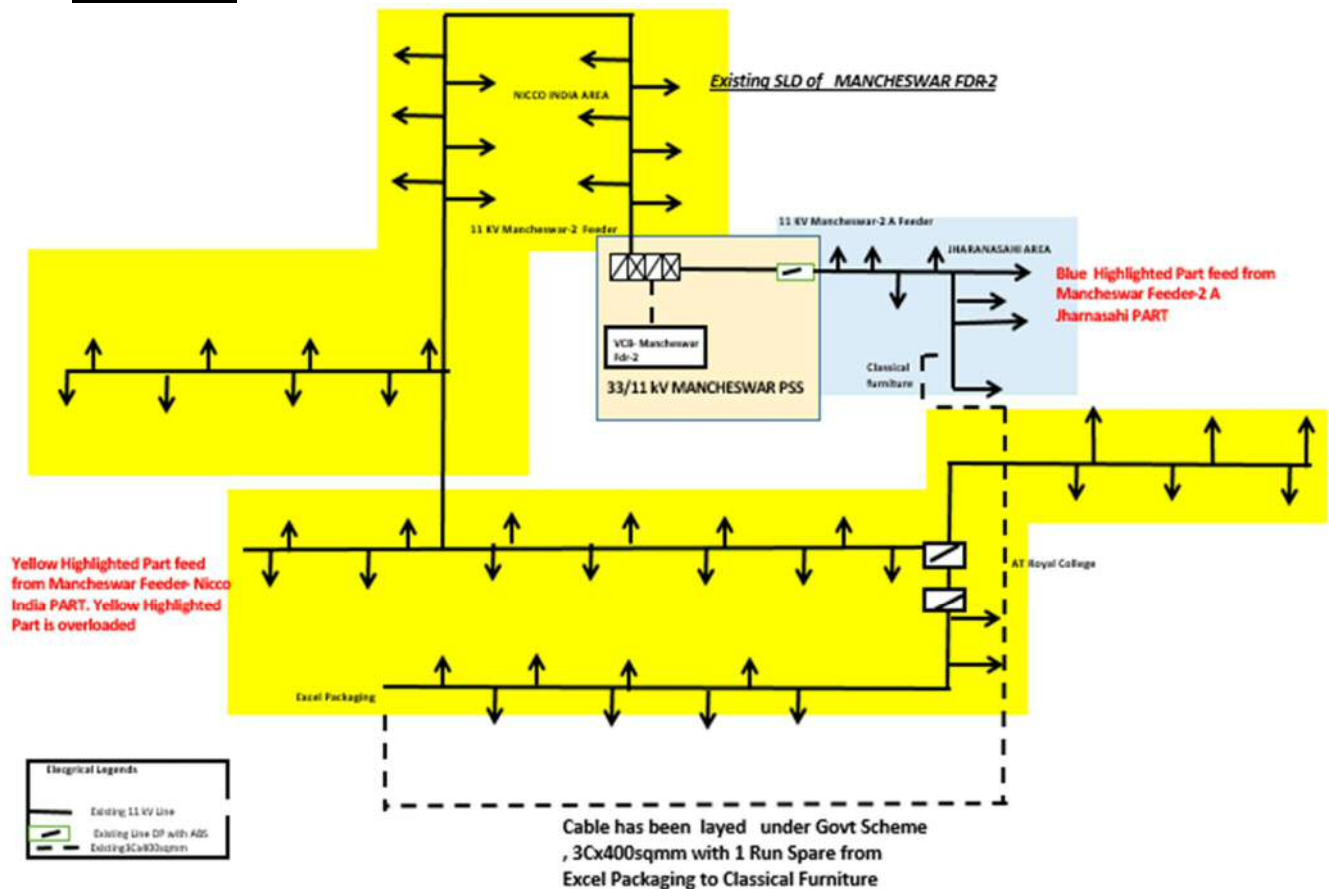 Existing SLD of MANCHESWAR FDR-2
NICCO INDIA AREA
11 KV Mancheswar-2 Feeder
11 KV Mancheswar-2 A Feeder
JHARANASAHI AREA
Blue Highlighted Part feed from
Mancheswar Feeder-2 A
Jharnasahi PART
VCB- Mancheswar
Fdr-2
33/11 kV MANCHESWAR PSS
Classical
furniture
Yellow Highlighted Part feed
from Mancheswar Feeder- Nicco
India PART. Yellow Highlighted
Part is overloaded
AT Royal College
Excel Packaging
Elecgrical Legends
Existing 11 kV Line
Existing Line DP with ABS
Existing3Cx400sqmm
Cable has been layed under Govt Scheme
, 3Cx400sqmm with 1 Run Spare from
Excel Packaging to Classical Furniture